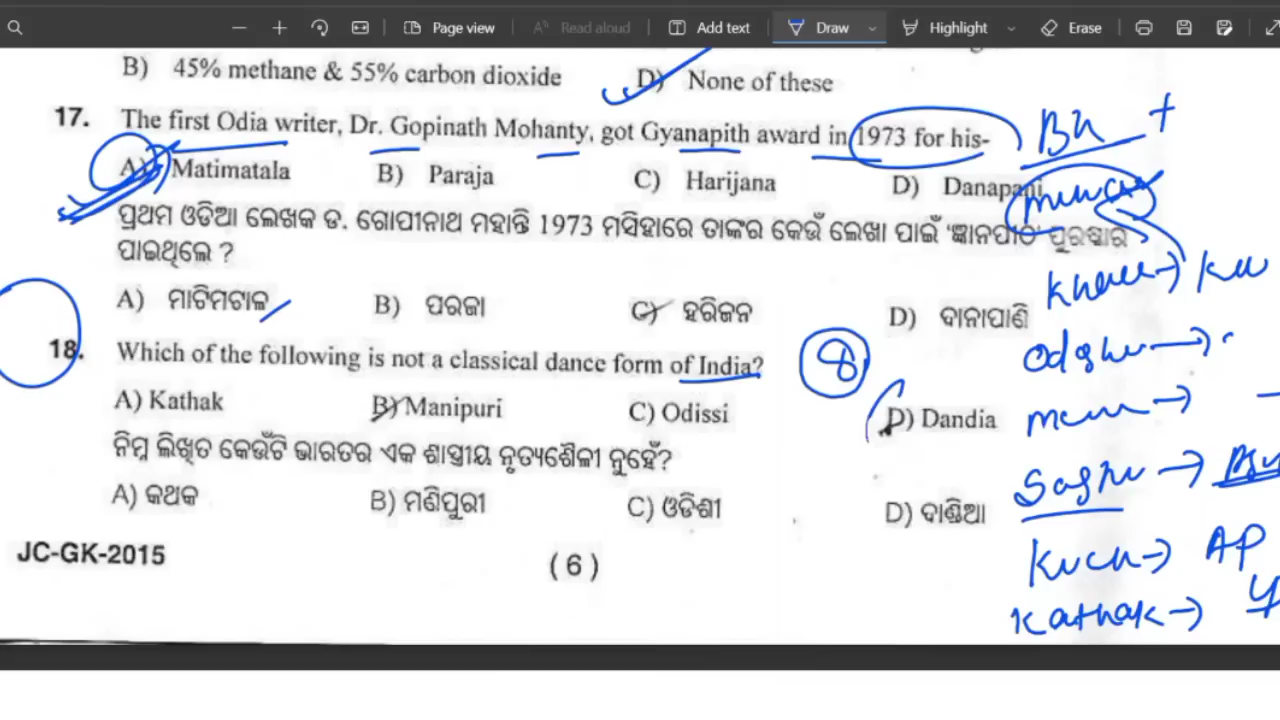 Page view
Read aloud
Add text
Draw
Highlight
Erase
B) 45% methane & 55% carbon dioxide D) None of these
17. The first Odia writer, Dr. Gopinath Mohanty, got Gyanapith award in 1973 for his-
A) Matimatala B) Paraja C) Harijana D) Danapani
ପ୍ରଥମ ଓଡିଆ ଲେଖକ ଡ. ଗୋପୀନାଥ ମହାନ୍ତି 1973 ମସିହାରେ ତାଙ୍କର କେଉଁ ଲେଖା ପାଇଁ 'ଜ୍ଞାନପୀଠ' ପୁରଷ୍କାର
ପାଇଥିଲେ ?
A) ମାଟିମଟାଳ B) ପରଜା C) ହରିଜନ D) ଦାନାପାଣି
18. Which of the following is not a classical dance form of India? 8
A) Kathak B) Manipuri C) Odissi D) Dandia
ନିମ୍ନ ଲିଖିତ କେଉଁଟି ଭାରତର ଏକ ଶାସ୍ତ୍ରୀୟ ନୃତ୍ୟଶୈଳୀ ନୁହେଁ?
A) କଥକ B) ମଣିପୁରୀ C) ଓଡିଶୀ D) ଦାଣ୍ଡିଆ
JC-GK-2015 (6)
AP
Kathak →